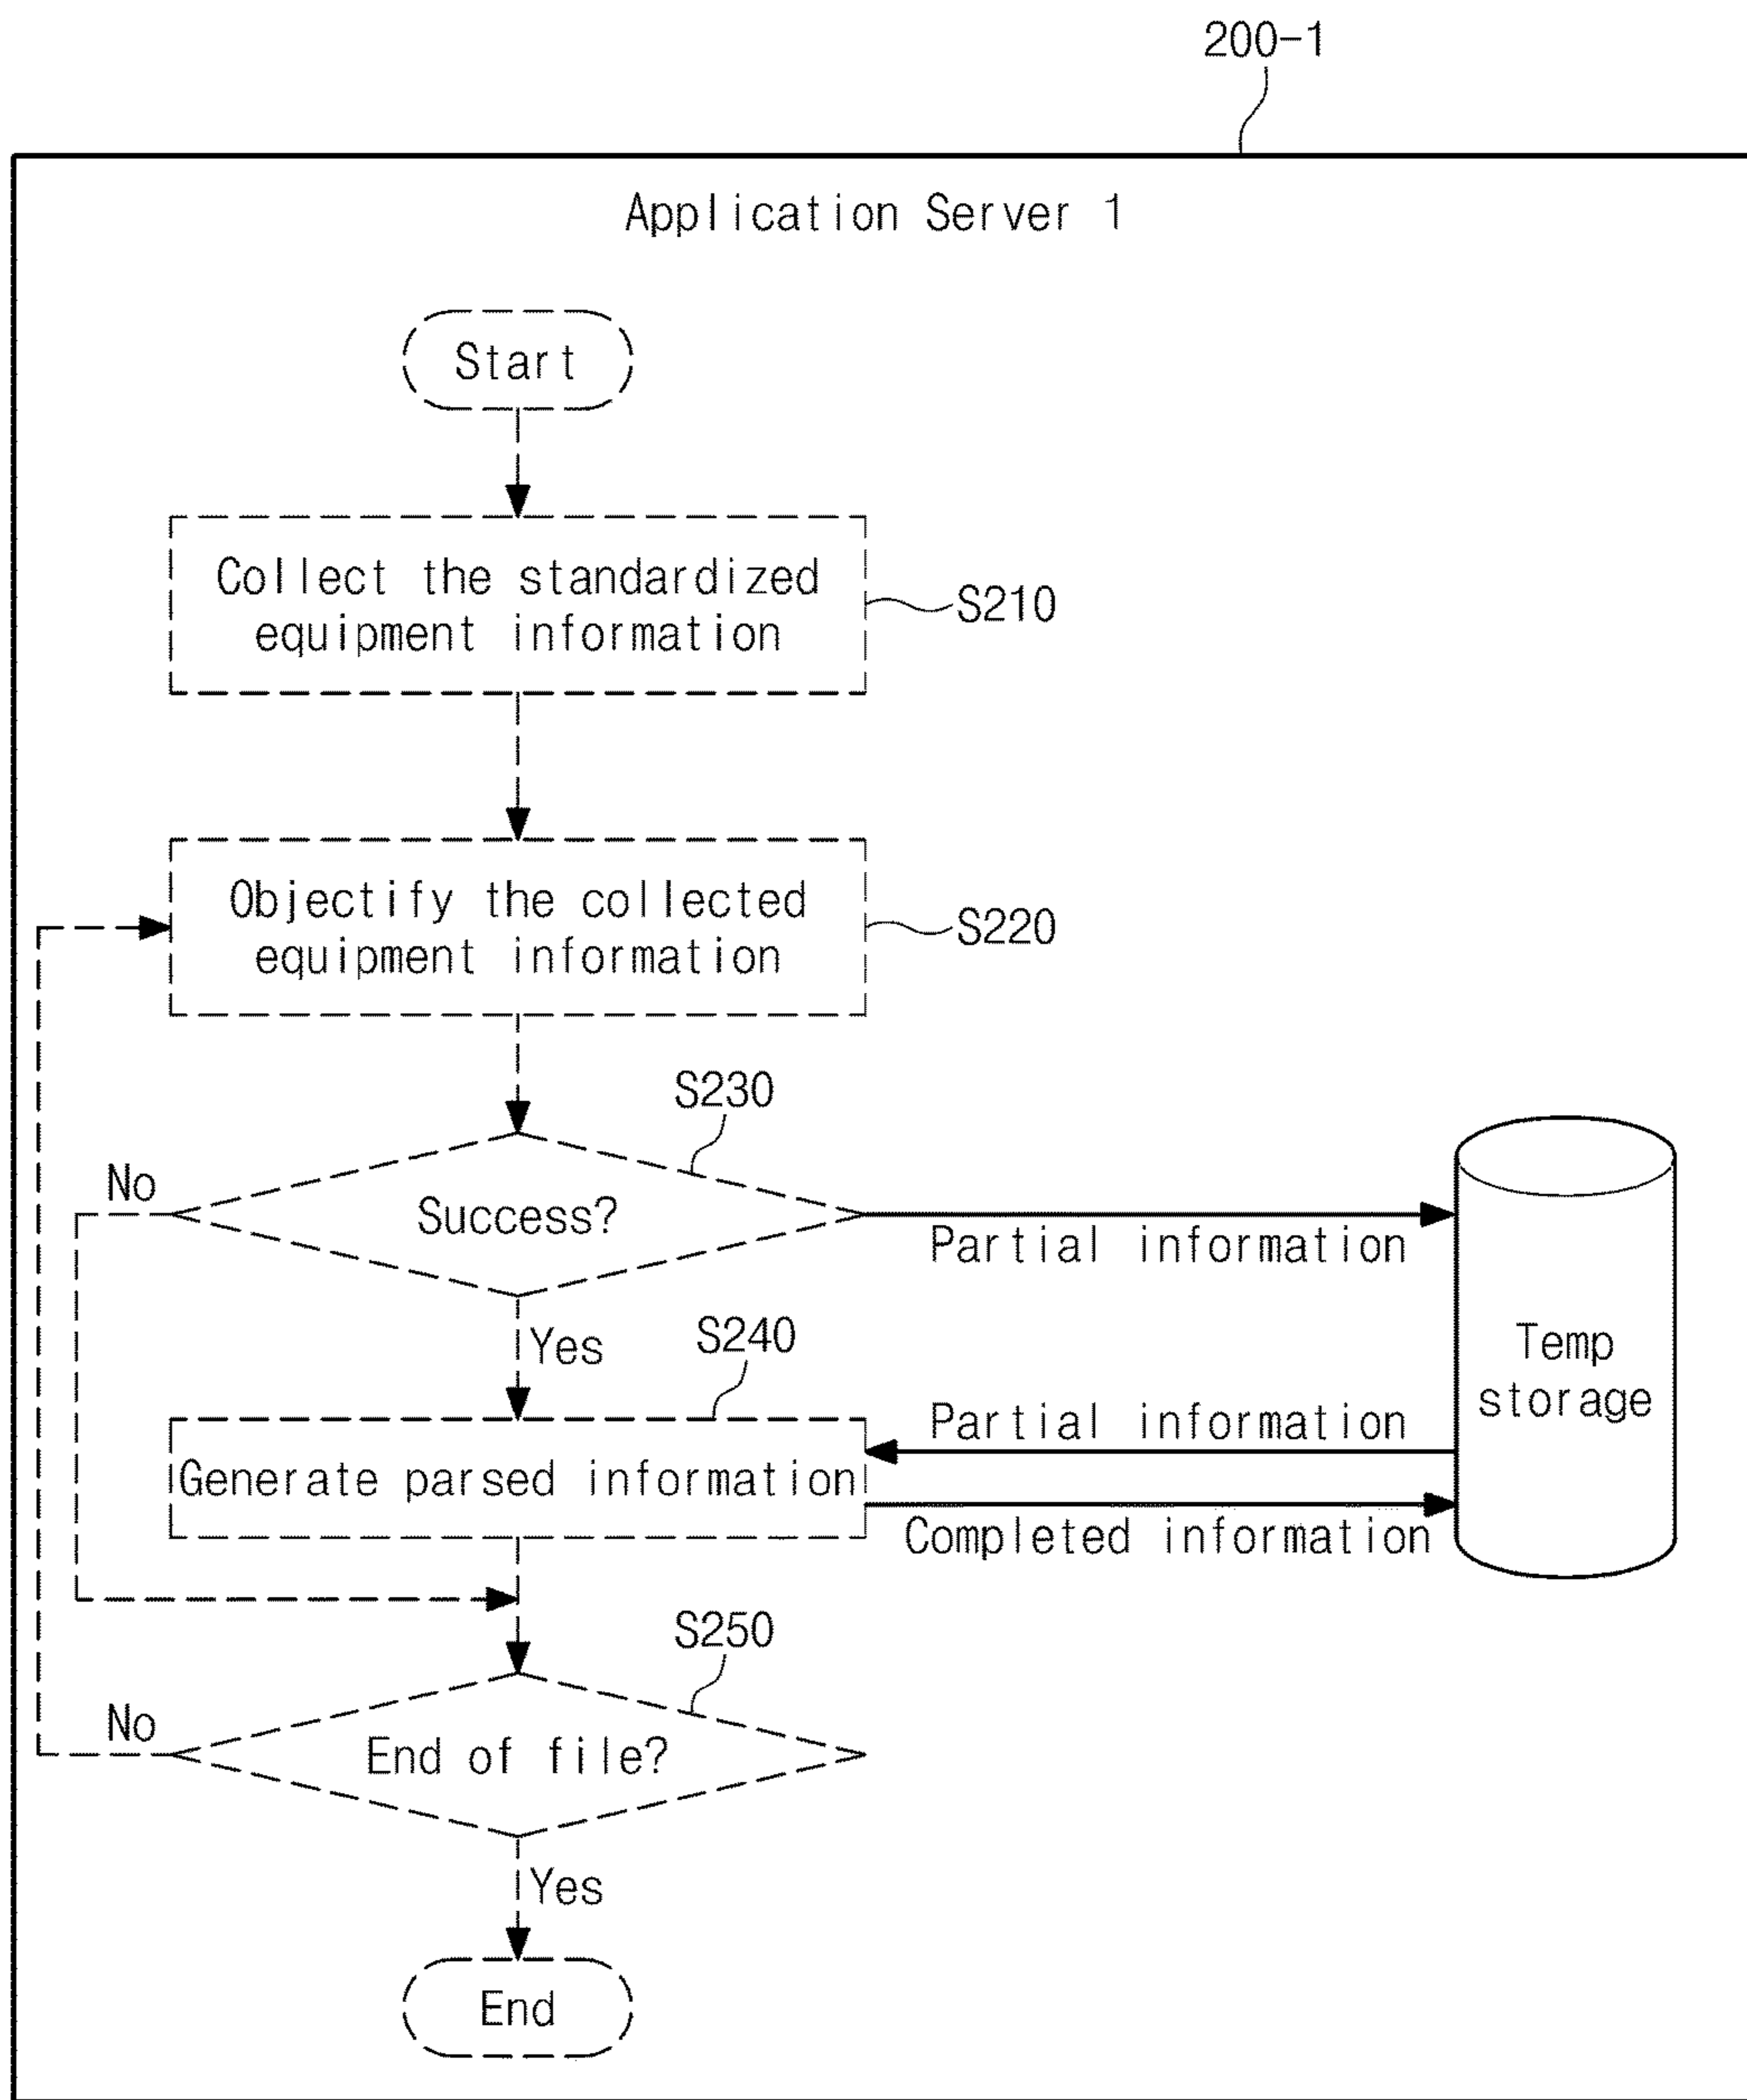 200-1
Application Server 1
Start
Collect the standardized
equipment information
S210
Objectify the collected
equipment information
S220
S230
No
Success?
Partial information
Yes
S240
Temp
storage
Partial information
Generate parsed information
Completed information
S250
No
End of file?
Yes
End